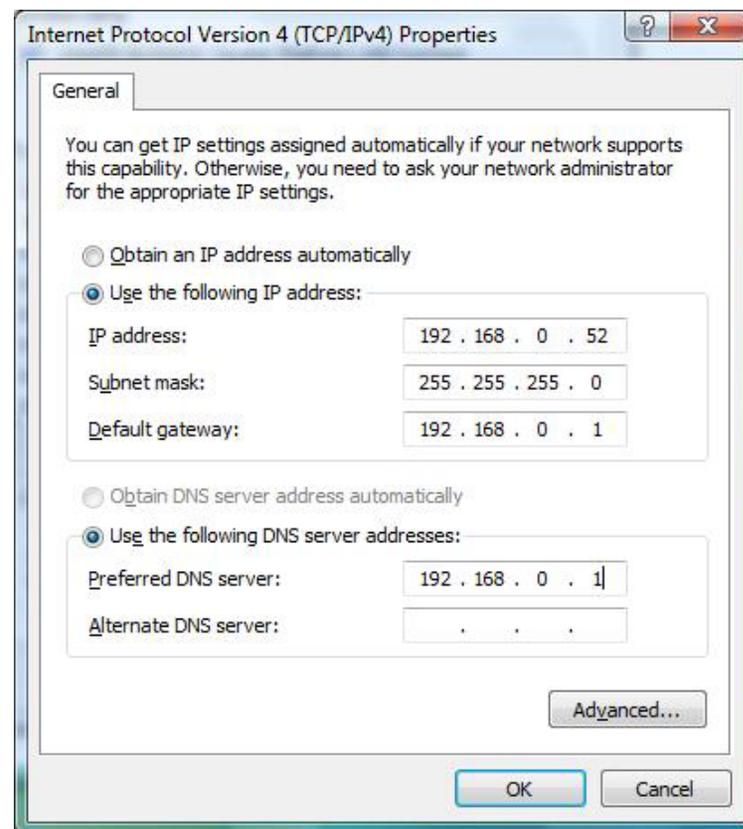 Internet Protocol Version 4 (TCP/IPv4) Properties
General
You can get IP settings assigned automatically if your network supports
this capability. Otherwise, you need to ask your network administrator
for the appropriate IP settings.
Obtain an IP address automatically
Use the following IP address:
IP address: 192 . 168 . 0 . 52
Subnet mask: 255 . 255 . 255 . 0
Default gateway: 192 . 168 . 0 . 1
Obtain DNS server address automatically
Use the following DNS server addresses:
Preferred DNS server: 192 . 168 . 0 . 1
Alternate DNS server: . . .
Advanced...
OK Cancel